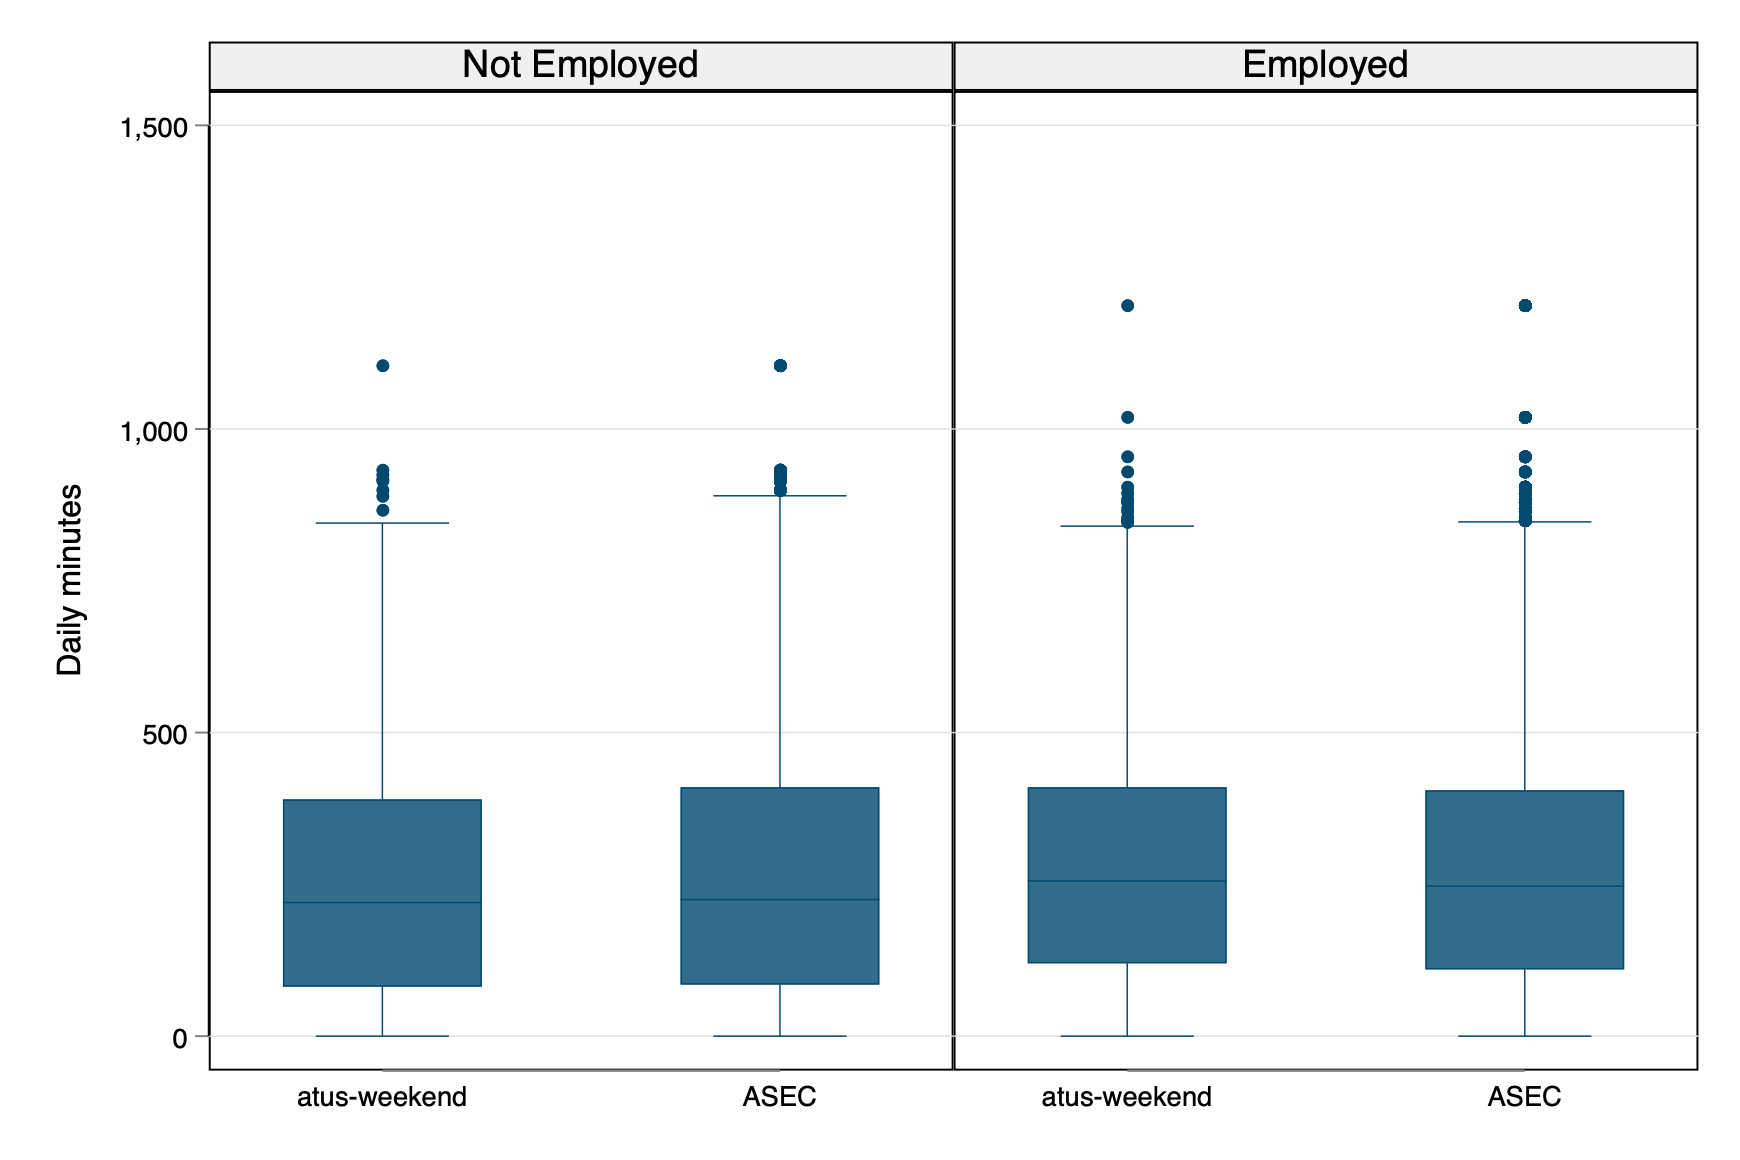 Not Employed
Employed
1,500
1,000
500
0
Daily minutes
atus-weekend
ASEC
atus-weekend
ASEC